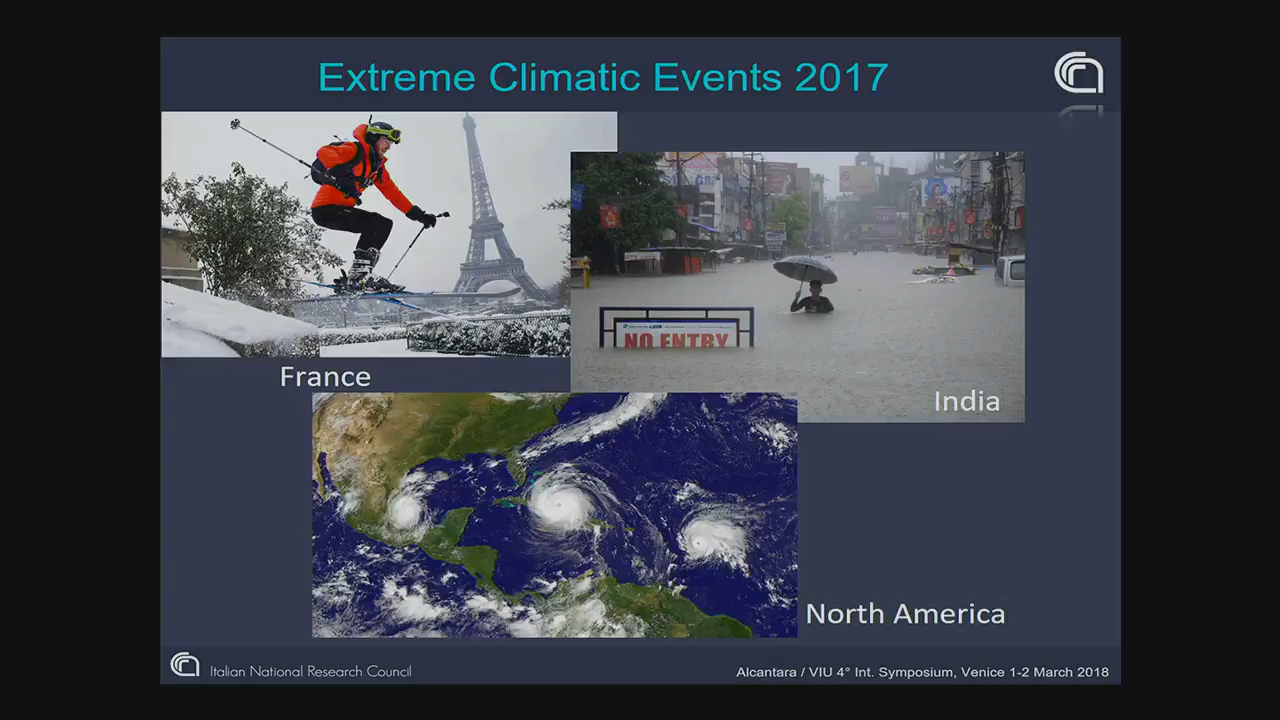 Extreme Climatic Events 2017
NO ENTRY
France
India
North America
Italian National Research Council
Alcantara / VIU 4° Int. Symposium, Venice 1-2 March 2018